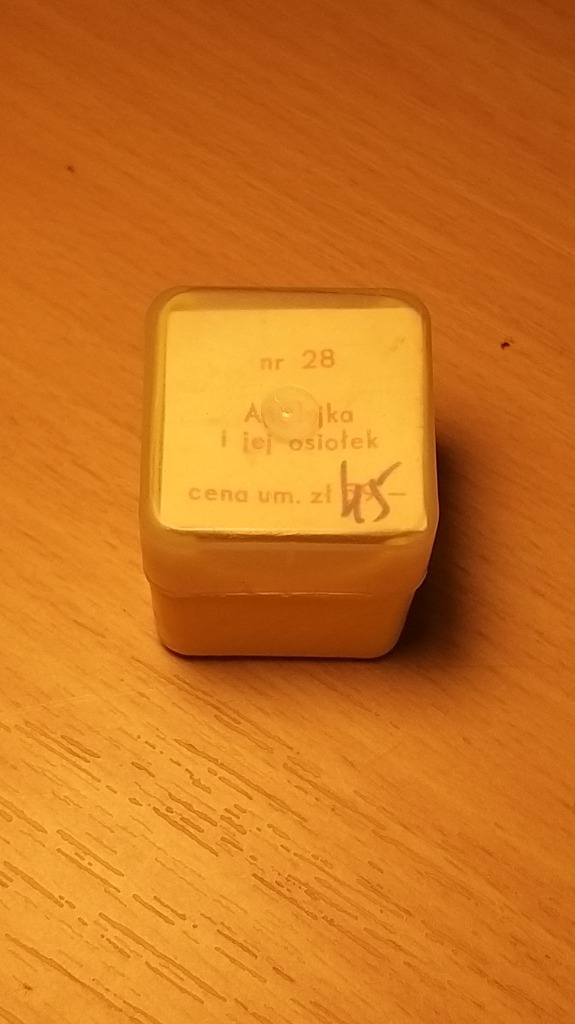 nr 28
i jej osiołek
cena um. zł 45 —